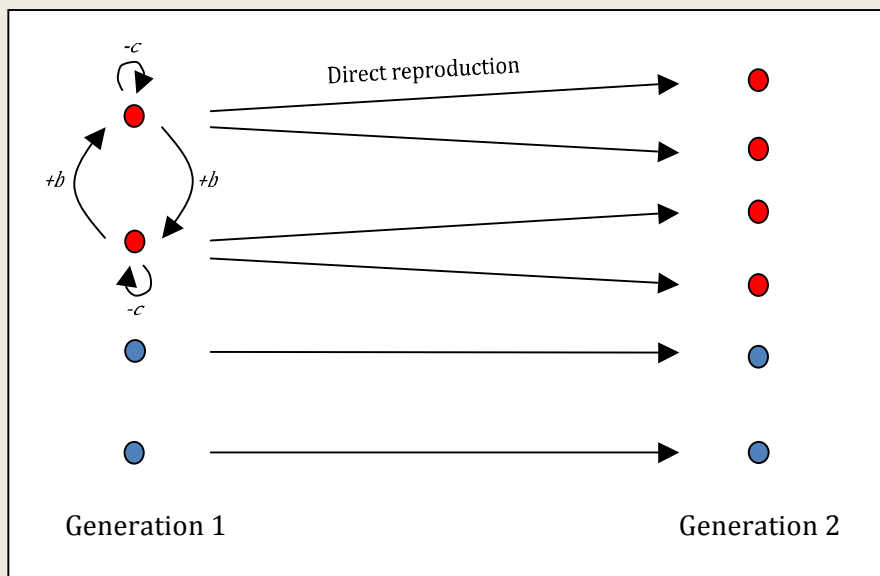 -c
Direct reproduction
+b
+b
-c
Generation 1
Generation 2